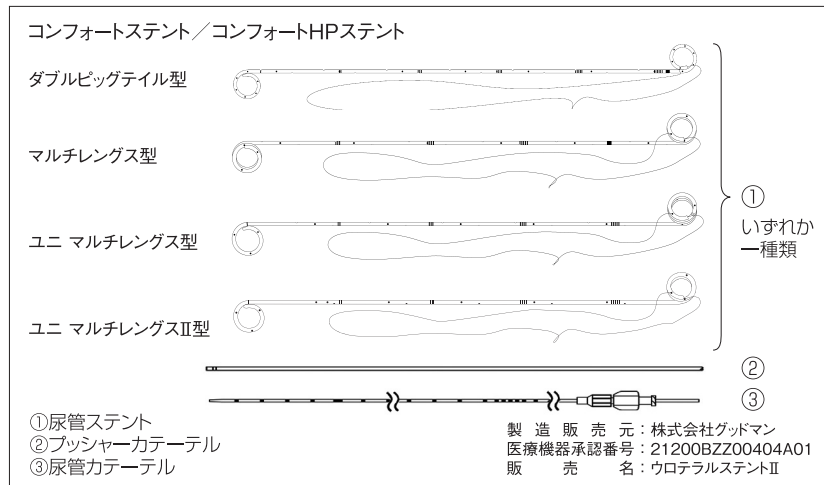 コンフォートステント／コンフォートHPステント
ダブルピッグテイル型
マルチレングス型
ユニ マルチレングス型
ユニ マルチレングスⅡ型
①
いずれか
一種類
②
③
①尿管ステント
②プッシャーカテーテル
③尿管カテーテル
製造販売元：株式会社グッドマン
医療機器承認番号：21200BZZ00404A01
販売名：ウロテラルステントⅡ